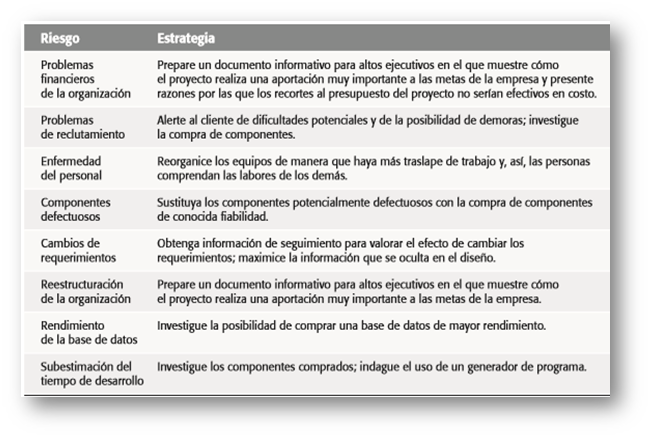 Riesgo Estrategia
Problemas Prepare un documento informativo para altos ejecutivos en el que muestre cómo
financieros el proyecto realiza una aportación muy importante a las metas de la empresa y presente
de la organización razones por las que los recortes al presupuesto del proyecto no serían efectivos en costo.
Problemas Alerte al cliente de dificultades potenciales y de la posibilidad de demoras; investigue
de reclutamiento la compra de componentes.
Enfermedad Reorganice los equipos de manera que haya más traslape de trabajo y, así, las personas
del personal comprendan las labores de los demás.
Componentes Sustituya los componentes potencialmente defectuosos con la compra de componentes
defectuosos de conocida fiabilidad.
Cambios de Obtenga información de seguimiento para valorar el efecto de cambiar los
requerimientos requerimientos; maximice la información que se oculta en el diseño.
Reestructuración Prepare un documento informativo para altos ejecutivos en el que muestre cómo
de la organización el proyecto realiza una aportación muy importante a las metas de la empresa.
Rendimiento Investigue la posibilidad de comprar una base de datos de mayor rendimiento.
de la base de datos
Subestimación del Investigue los componentes comprados; indague el uso de un generador de programa.
tiempo de desarrollo